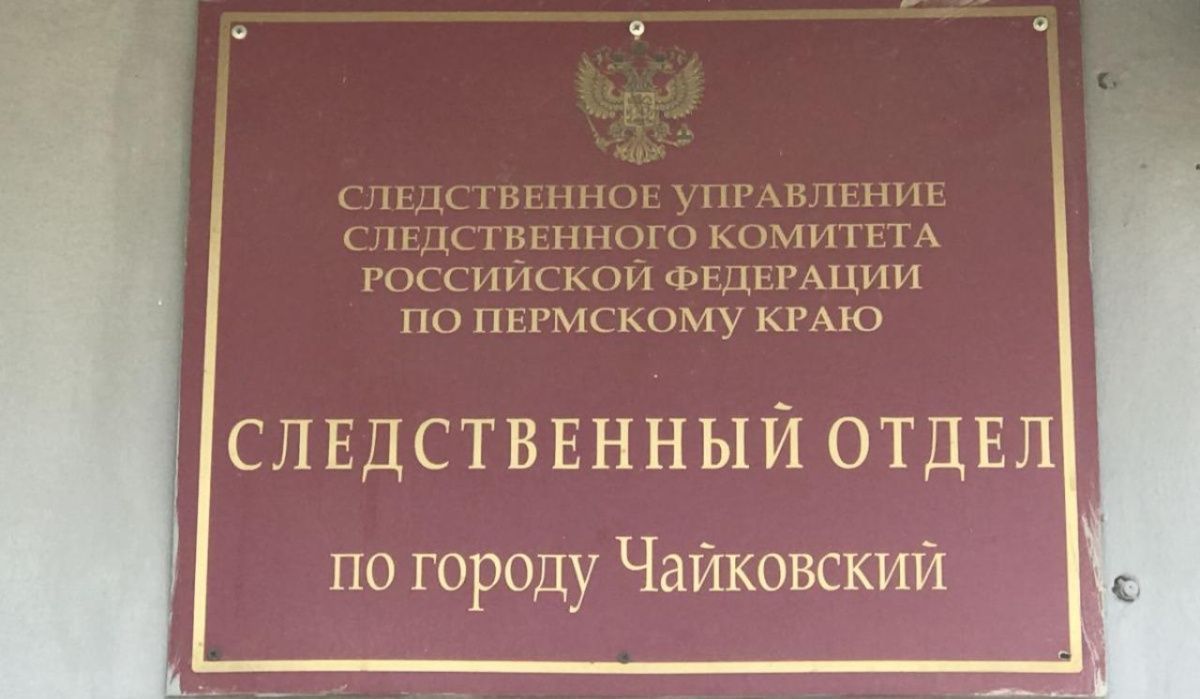 СЛЕДСТВЕННОЕ УПРАВЛЕНИЕ
СЛЕДСТВЕННОГО КОМИТЕТА
РОССИЙСКОЙ ФЕДЕРАЦИИ
ПО ПЕРМСКОМУ КРАЮ
СЛЕДСТВЕННЫЙ ОТДЕЛ
по городу Чайковский